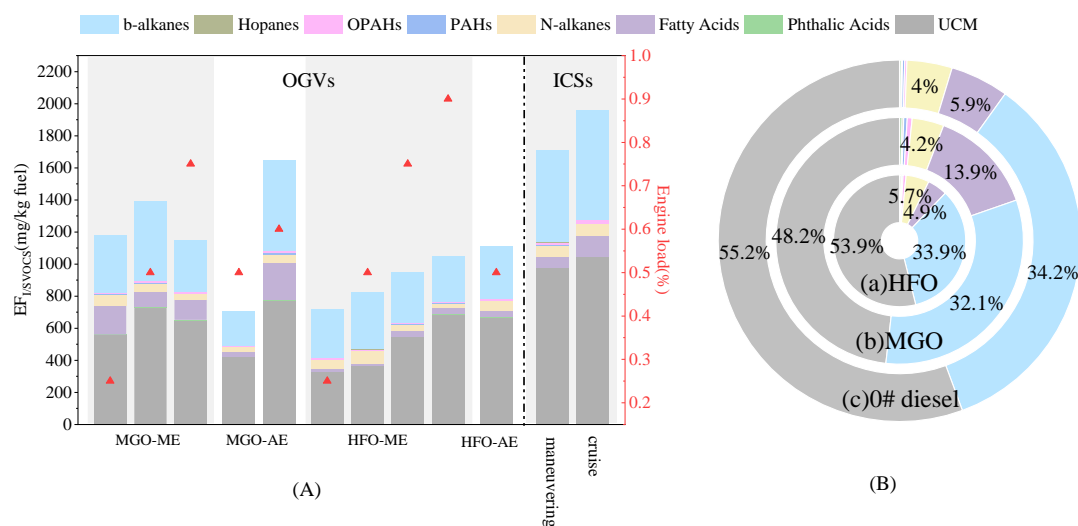 b-alkanes Hopanes OPAHs PAHs N-alkanes Fatty Acids Phthalic Acids UCM
(A)
(B)
OGVs
ICSs
EF_I/SVOCS(mg/kg fuel)
2200
2000
1800
1600
1400
1200
1000
800
600
400
200
0
1.0
0.9
0.8
0.7
0.6
0.5
0.4
0.3
0.2
Engine load(%)
MGO-ME
MGO-AE
HFO-ME
HFO-AE
maneuvering
cruise
(A)
4%
5.9%
4.2%
13.9%
5.7%
4.9%
55.2%
48.2%
53.9%
33.9%
34.2%
(a)HFO
32.1%
(b)MGO
(c)0# diesel
(B)